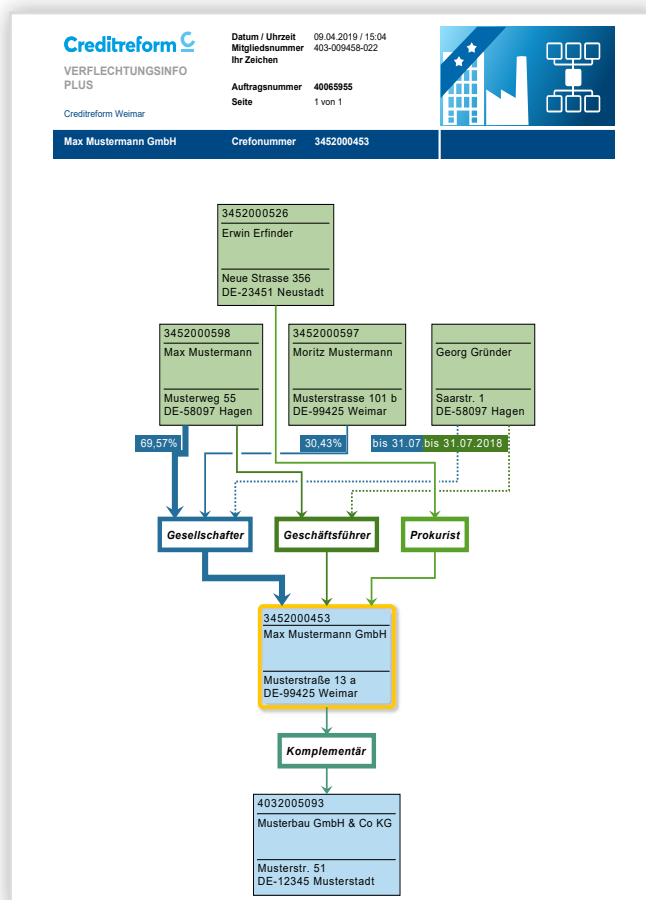 Creditreform C
VERFLECHTUNGSINFO
PLUS
Creditreform Weimar
Datum / Uhrzeit 09.04.2019 / 15:04
Mitgliedsnummer 403-009458-022
Ihr Zeichen
Auftragsnummer 40065955
Seite 1 von 1
Max Mustermann GmbH Crefonummer 3452000453
3452000526
Erwin Erfinder
Neue Strasse 356
DE-23451 Neustadt
3452000598
Max Mustermann
Musterweg 55
DE-58097 Hagen
3452000597
Moritz Mustermann
Musterstrasse 101 b
DE-99425 Weimar
Georg Gründer
Saarstr. 1
DE-58097 Hagen
69,57%
30,43%
bis 31.07
bis 31.07.2018
Gesellschafter
Geschäftsführer
Prokurist
3452000453
Max Mustermann GmbH
Musterstraße 13 a
DE-99425 Weimar
Komplementär
4032005093
Musterbau GmbH & Co KG
Musterstr. 51
DE-12345 Musterstadt